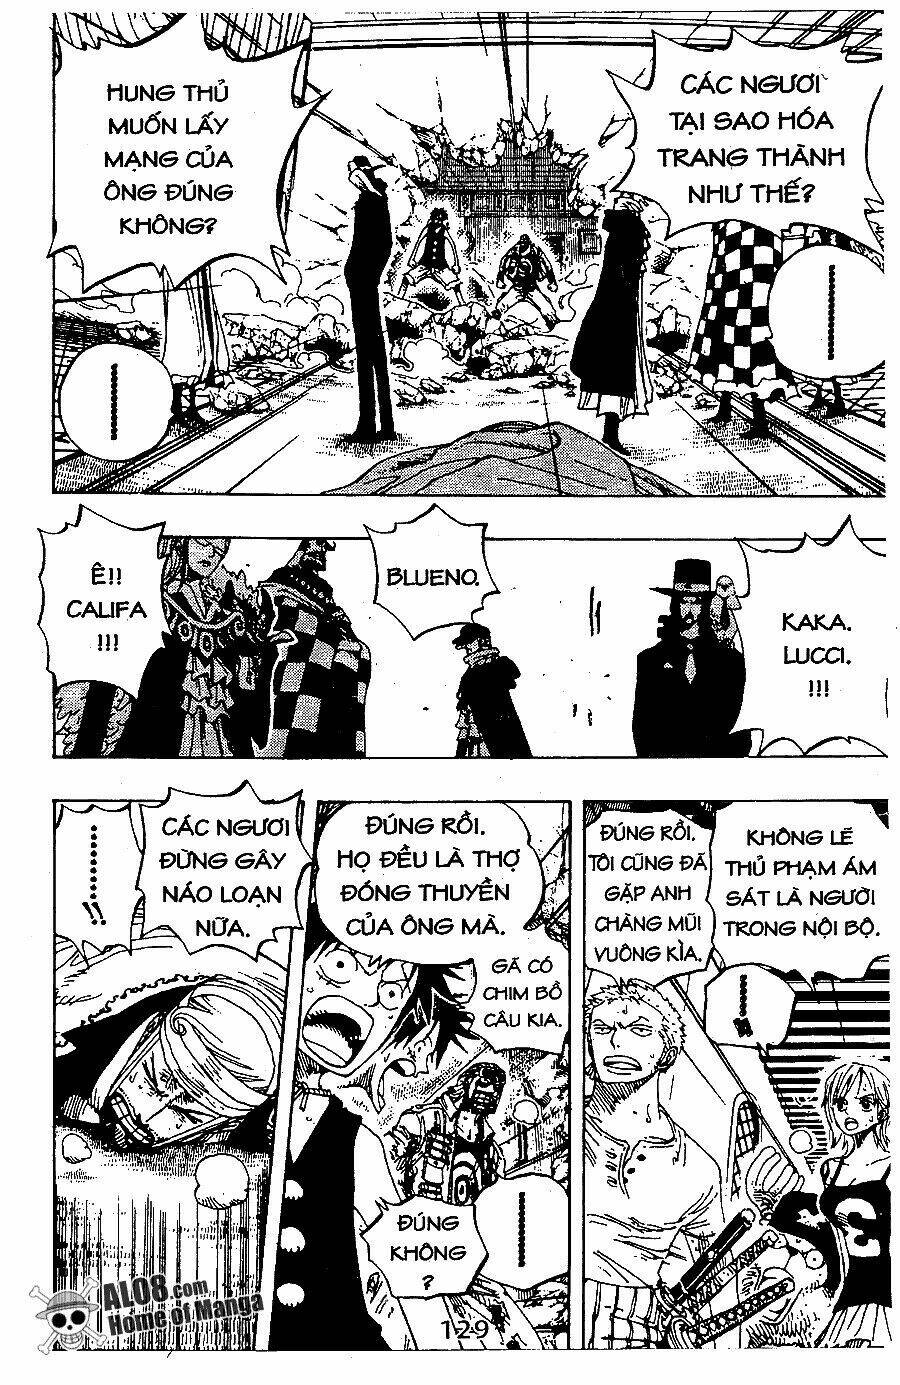 CÁC NGƯƠI
TẠI SAO HÓA
TRANG THÀNH
NHƯ THẾ?
HUNG THỦ
MUỐN LẤY
MẠNG CỦA
ÔNG ĐÚNG
KHÔNG?
KAKA.
LUCCI.
!!!
BLUENO.
Ê!!
CALIFA
!!!
KHÔNG LẼ
THỦ PHẠM ÁM
SÁT LÀ NGƯỜI
TRONG NỘI BỘ.
ĐÚNG RỒI.
TÔI CŨNG ĐÃ
GẶP ANH
CHÀNG MŨI
VUÔNG KÌA.
ĐÚNG RỒI.
HỌ ĐỀU LÀ THỢ
ĐÓNG THUYỀN
CỦA ÔNG MÀ.
GÃ CÓ
CHIM BỒ
CÂU KIA.
ĐÚNG
KHÔNG
?
CÁC NGƯƠI
ĐỪNG GÂY
NÁO LOẠN
NỮA.
!!
129
ALO8.com
Home of Manga